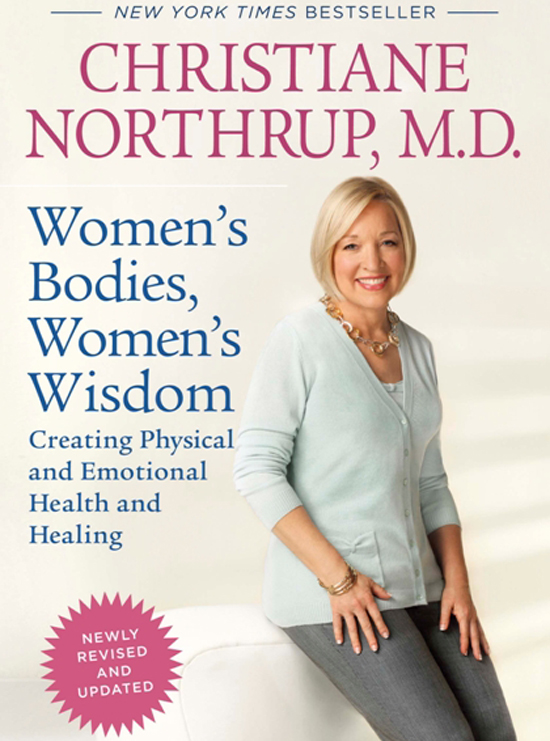 NEW YORK TIMES BESTSELLER
CHRISTIANE
NORTHRUP, M.D.
Women's
Bodies,
Women's
Wisdom
Creating Physical
and Emotional
Health and
Healing
NEWLY
REVISED
AND
UPDATED